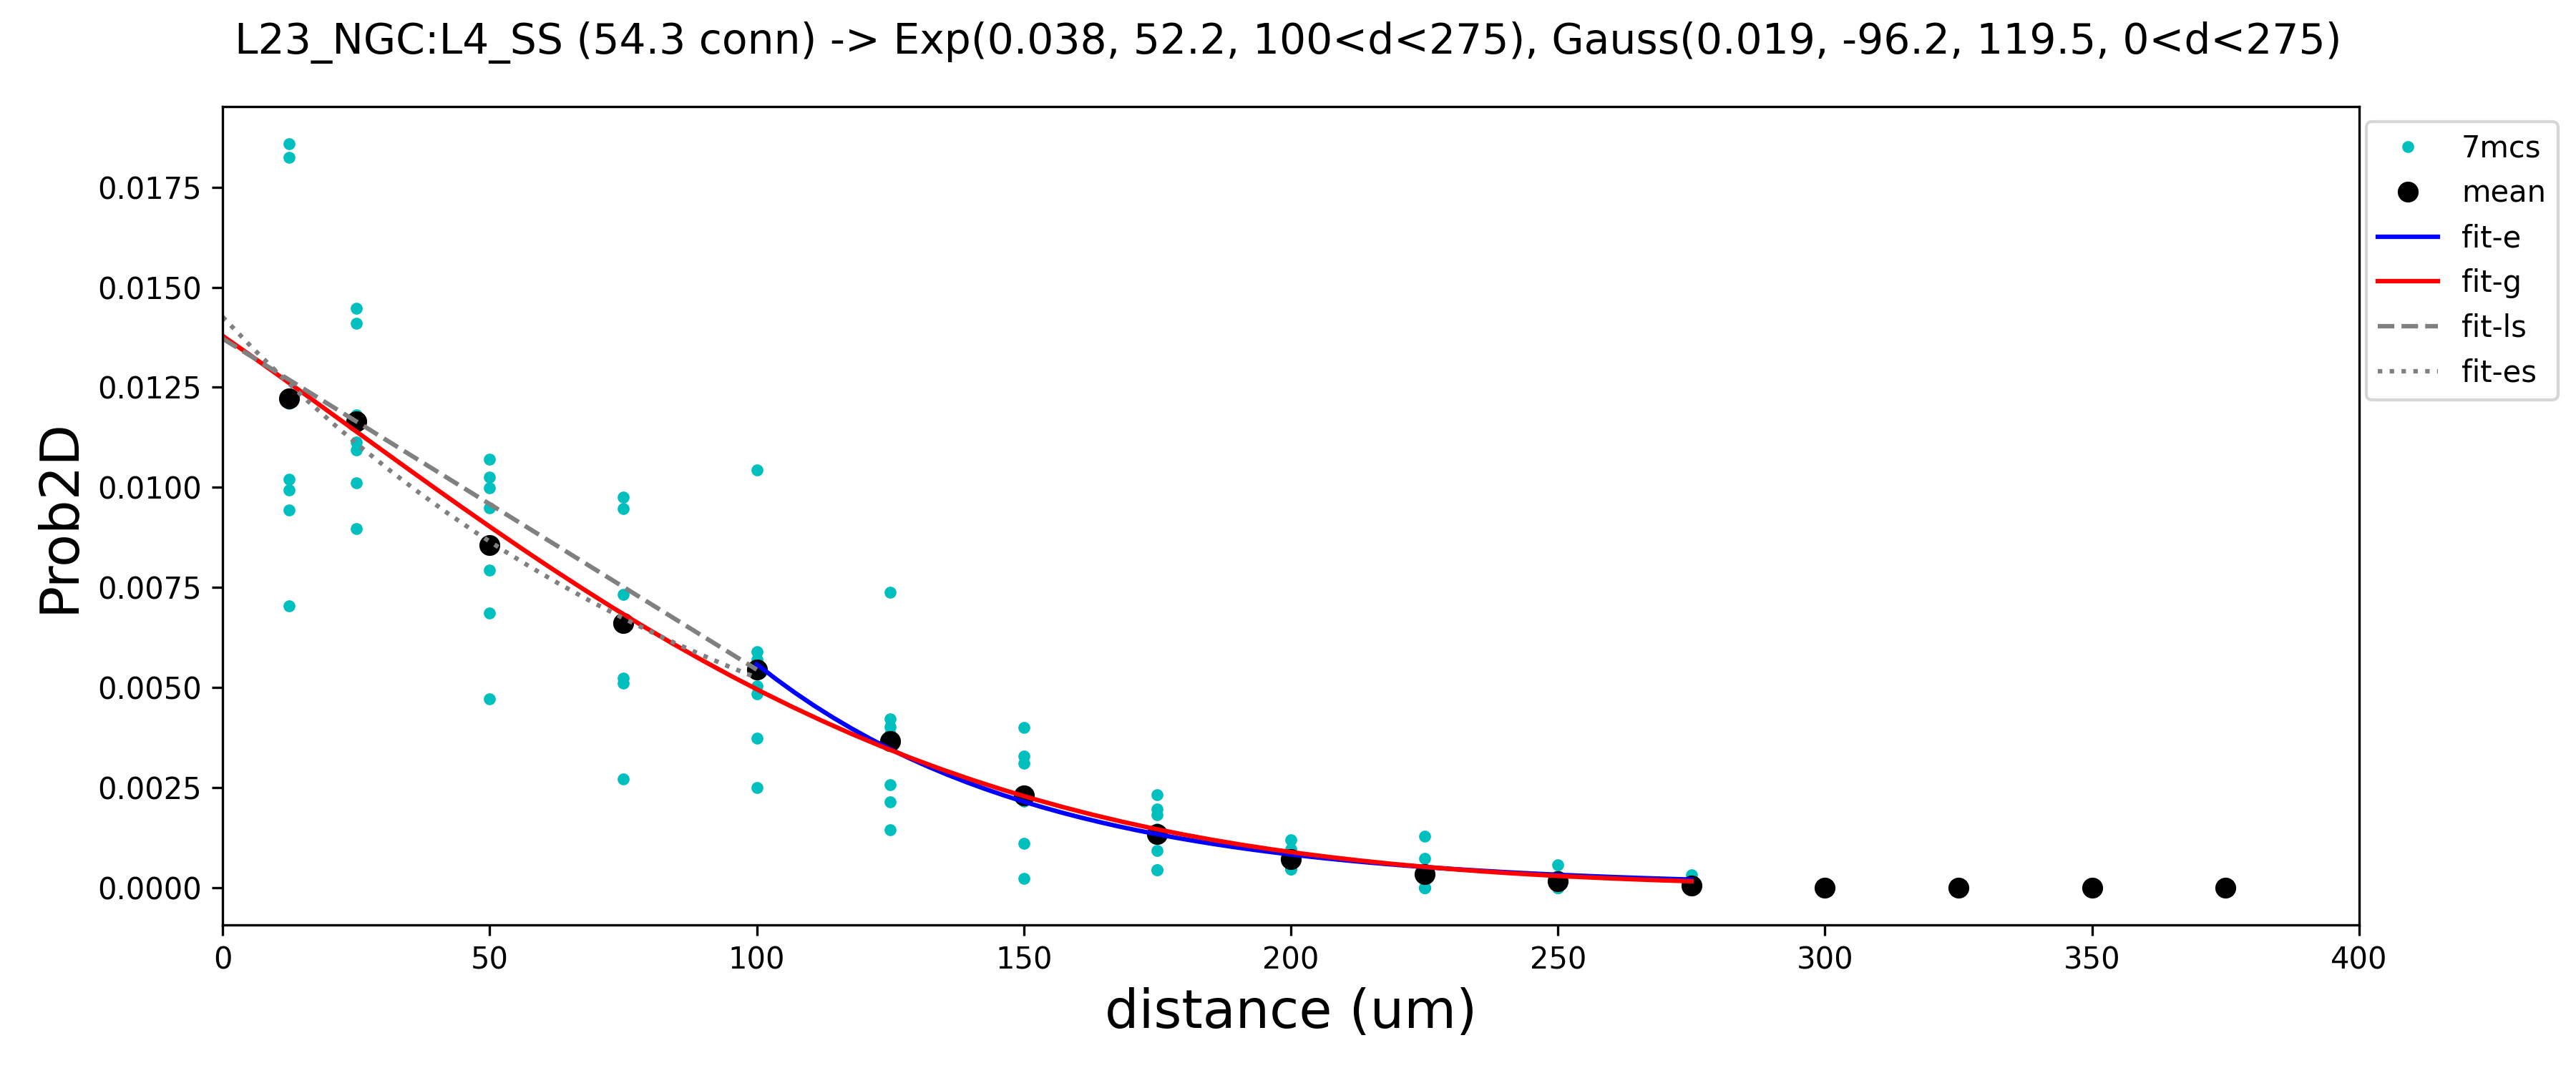 L23_NGC:L4_SS (54.3 conn) -> Exp(0.038, 52.2, 100<d<275), Gauss(0.019, -96.2, 119.5, 0<d<275)
0.0175
0.0150
0.0125
0.0100
0.0075
0.0050
0.0025
0.0000
Prob2D
0 50 100 150 200 250 300 350 400
distance (um)
7mcs
mean
fit-e
fit-g
fit-ls
fit-es